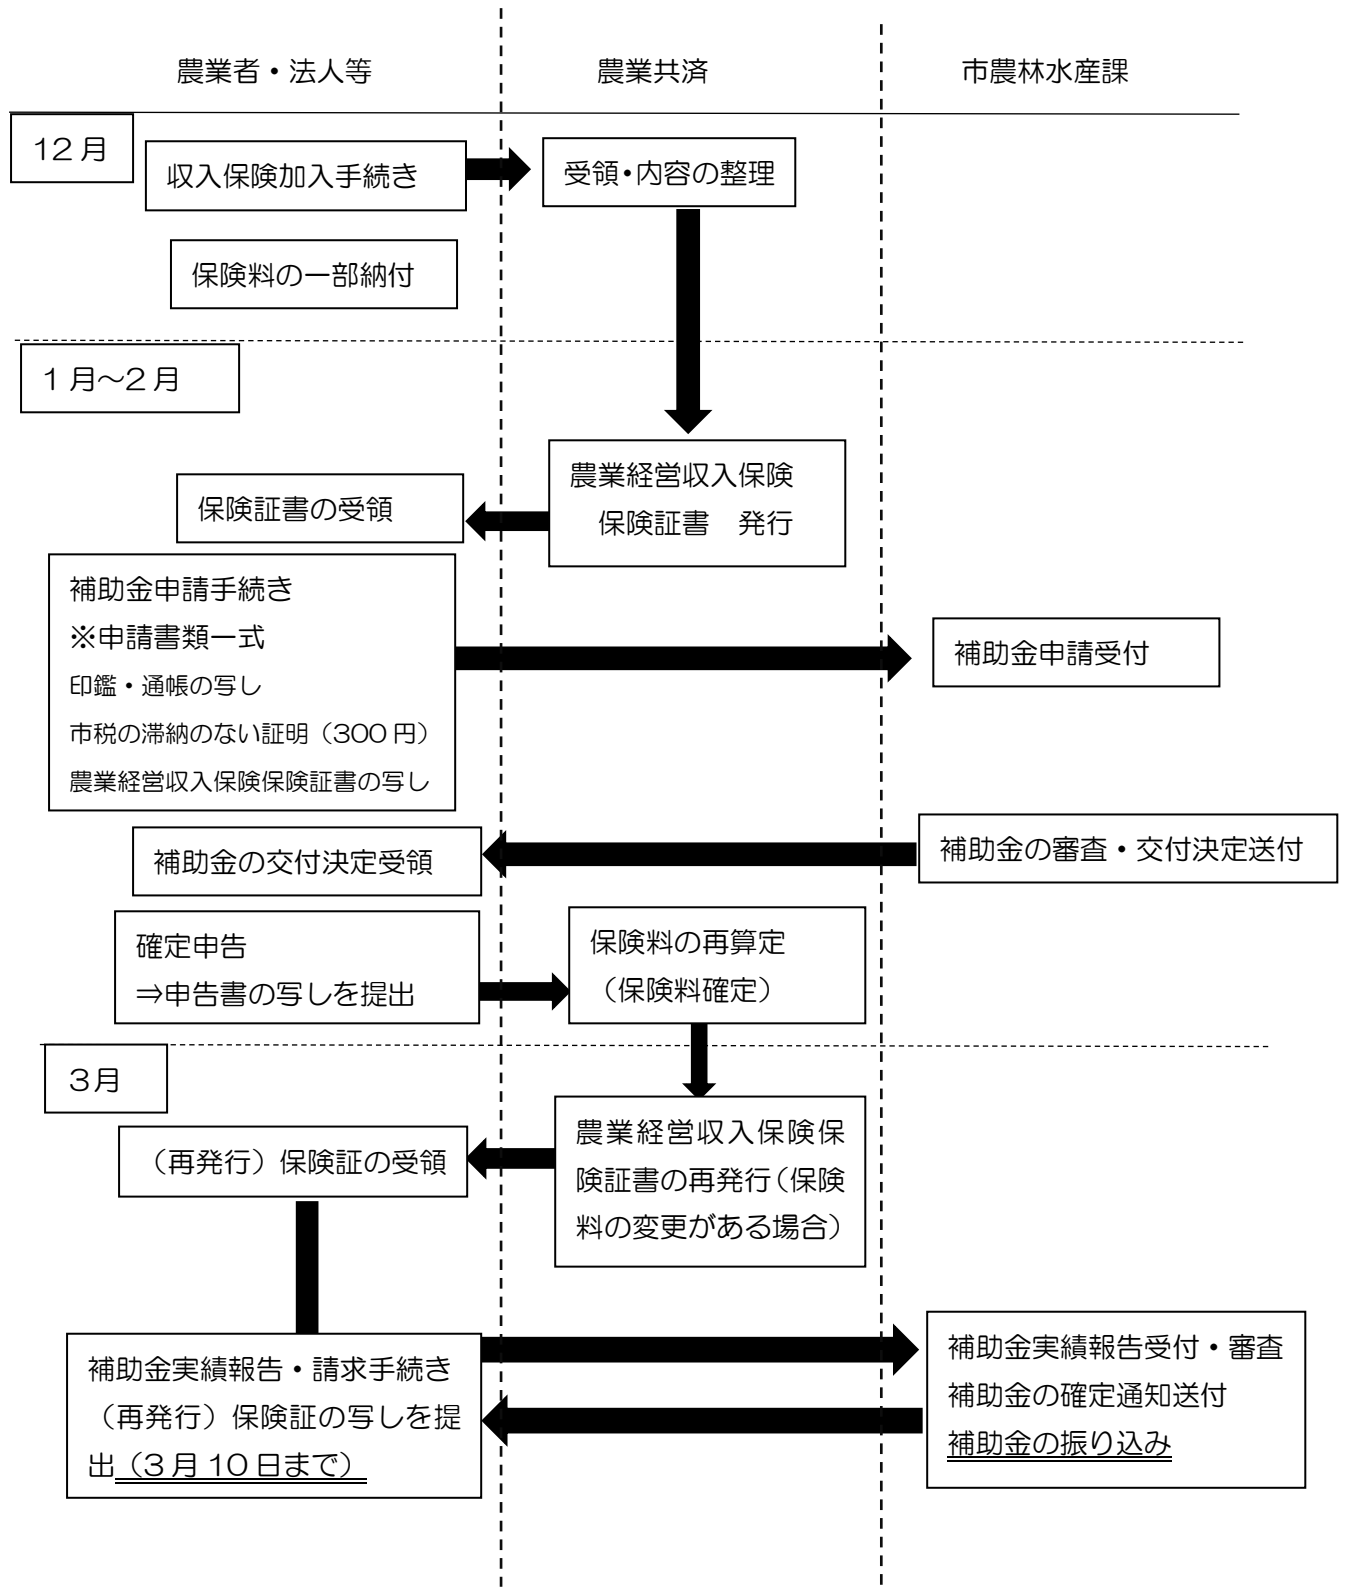 農業者・法人等
農業共済
市農林水産課
12月
収入保険加入手続き
受領・内容の整理
保険料の一部納付
1月～2月
農業経営収入保険
保険証書　発行
保険証書の受領
補助金申請手続き
※申請書類一式
印鑑・通帳の写し
市税の滞納のない証明（300円）
農業経営収入保険保険証書の写し
補助金申請受付
補助金の審査・交付決定送付
補助金の交付決定受領
確定申告
⇒申告書の写しを提出
保険料の再算定
（保険料確定）
3月
農業経営収入保険保
険証書の再発行（保険
料の変更がある場合）
（再発行）保険証の受領
補助金実績報告・請求手続き
（再発行）保険証の写しを提
出（3月10日まで）
補助金実績報告受付・審査
補助金の確定通知送付
補助金の振り込み